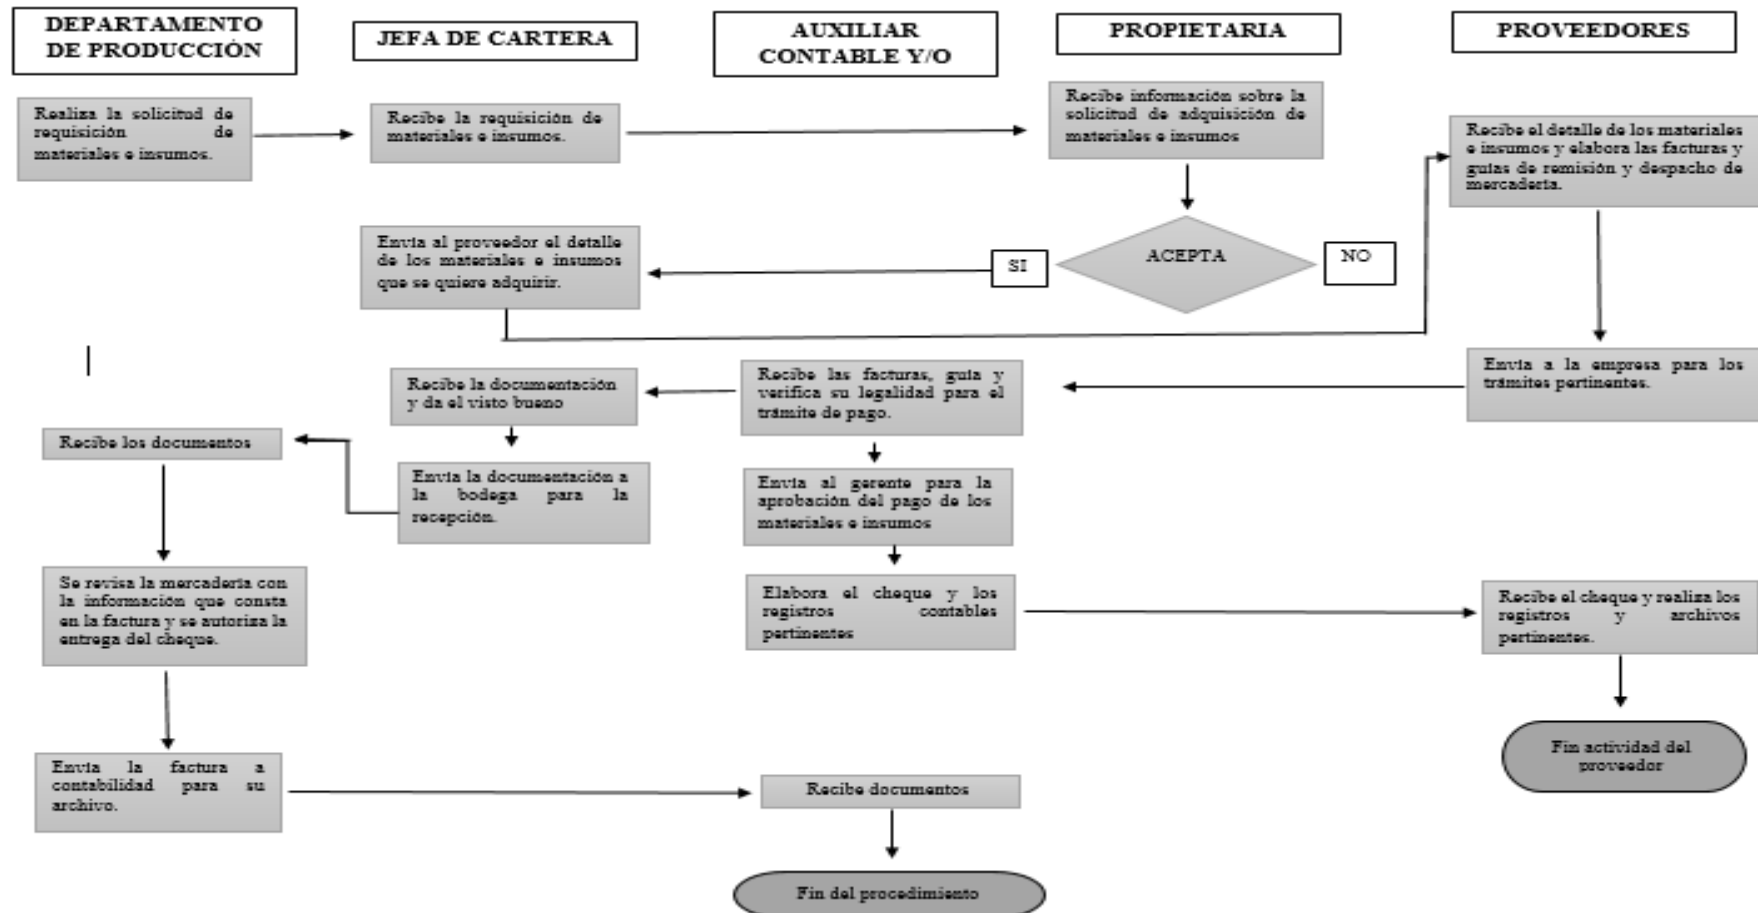 DEPARTAMENTO
DE PRODUCCIÓN
JEFA DE CARTERA
AUXILIAR
CONTABLE Y/O
PROPIETARIA
PROVEEDORES
Realiza la solicitud de
requisición de
materiales e insumos.
Recibe la requisición de
materiales e insumos.
Recibe información sobre la
solicitud de adquisición de
materiales e insumos
Recibe el detalle de los materiales
e insumos y elabora las facturas y
guías de remisión y despacho de
mercadería.
Envía al proveedor el detalle
de los materiales e insumos
que se quiere adquirir.
SI
ACEPTA
NO
Recibe la documentación
y da el visto bueno
Recibe las facturas, guía y
verifica su legalidad para el
trámite de pago.
Envía a la empresa para los
trámites pertinentes.
Recibe los documentos
Envía la documentación a
la bodega para la
recepción.
Envía al gerente para la
aprobación del pago de los
materiales e insumos
Se revisa la mercadería con
la información que consta
en la factura y se autoriza la
entrega del cheque.
Elabora el cheque y los
registros contables
pertinentes
Recibe el cheque y realiza los
registros y archivos
pertinentes.
Fin actividad del
proveedor
Envía la factura a
contabilidad para su
archivo.
Recibe documentos
Fin del procedimiento